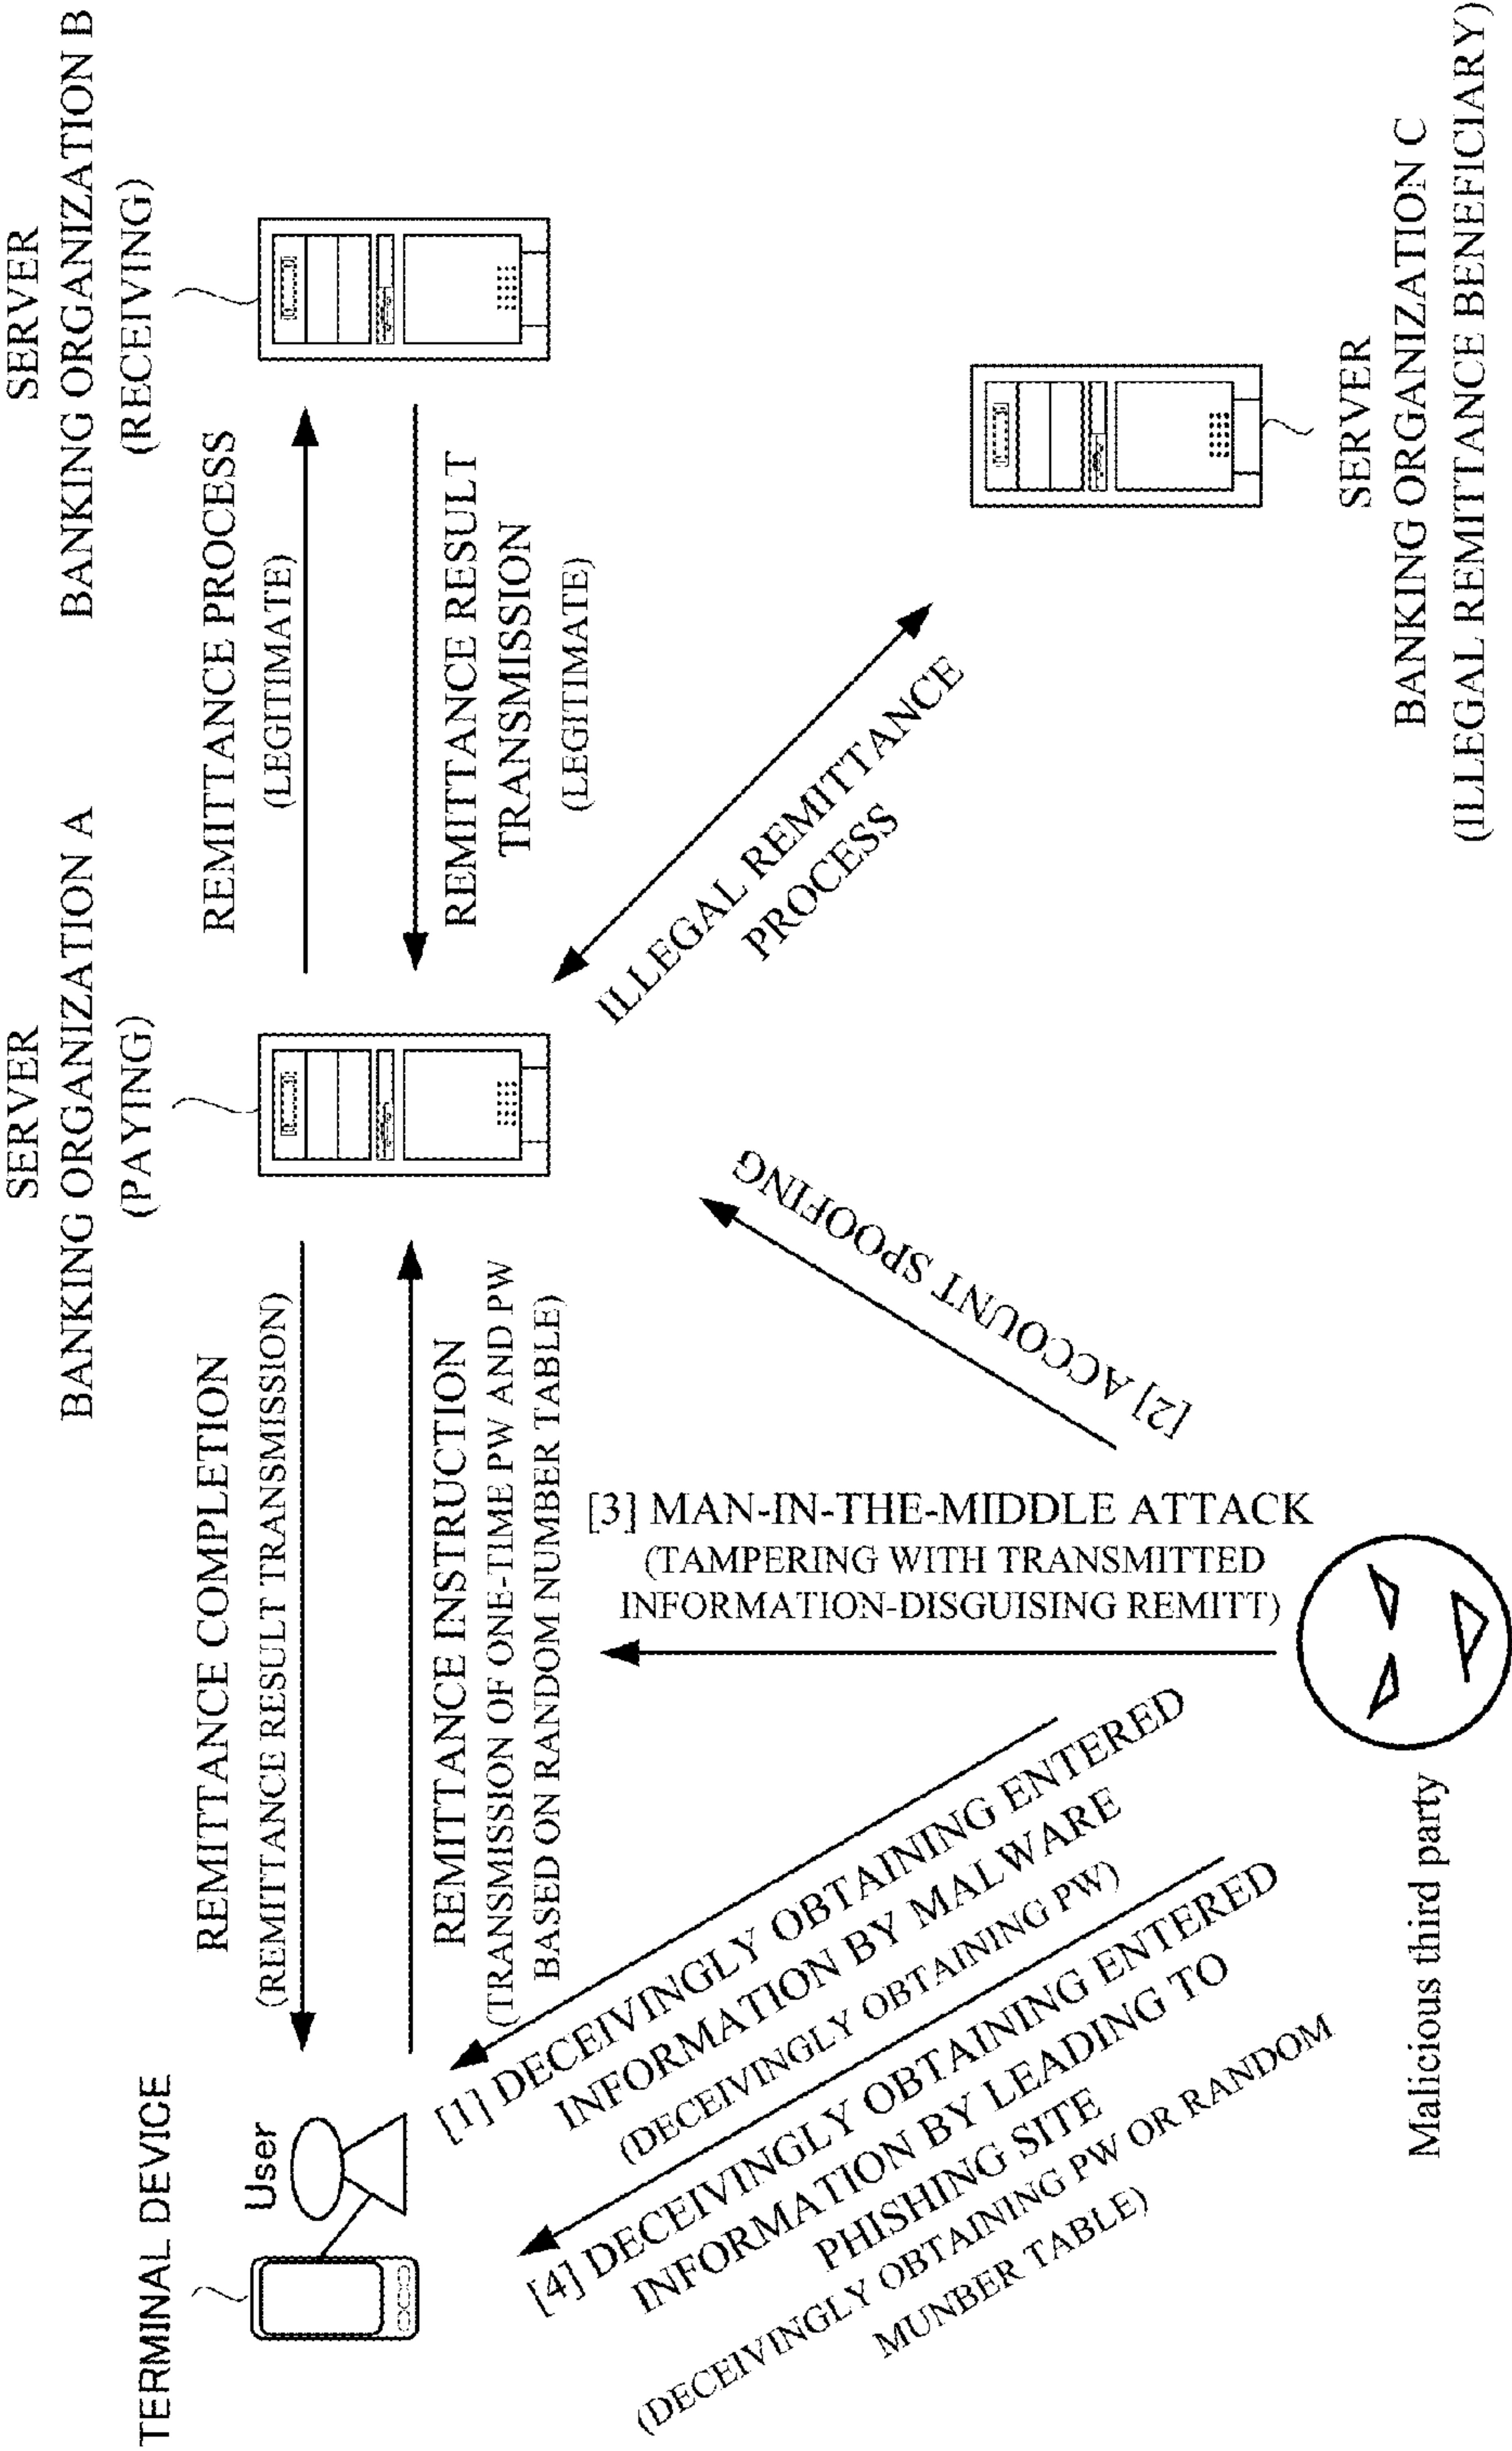 TERMINAL DEVICE
User
SERVER
BANKING ORGANIZATION A
(PAYING)
SERVER
BANKING ORGANIZATION B
(RECEIVING)
REMITTANCE COMPLETION
(REMITTANCE RESULT TRANSMISSION)
REMITTANCE INSTRUCTION
(TRANSMISSION OF ONE-TIME PW AND PW
BASED ON RANDOM NUMBER TABLE)
REMITTANCE PROCESS
(LEGITIMATE)
REMITTANCE RESULT
TRANSMISSION
(LEGITIMATE)
ILLEGAL REMITTANCE
PROCESS
[1] DECEIVINGLY OBTAINING ENTERED
INFORMATION BY MALWARE
(DECEIVINGLY OBTAINING PW)
[4] DECEIVINGLY OBTAINING ENTERED
INFORMATION BY LEADING TO
PHISHING SITE
(DECEIVINGLY OBTAINING PW OR RANDOM
MUNBER TABLE)
[3] MAN-IN-THE-MIDDLE ATTACK
(TAMPERING WITH TRANSMITTED
INFORMATION-DISGUISING REMITT)
[2] ACCOUNT SPOOFING
Malicious third party
SERVER
BANKING ORGANIZATION C
(ILLEGAL REMITTANCE BENEFICIARY)